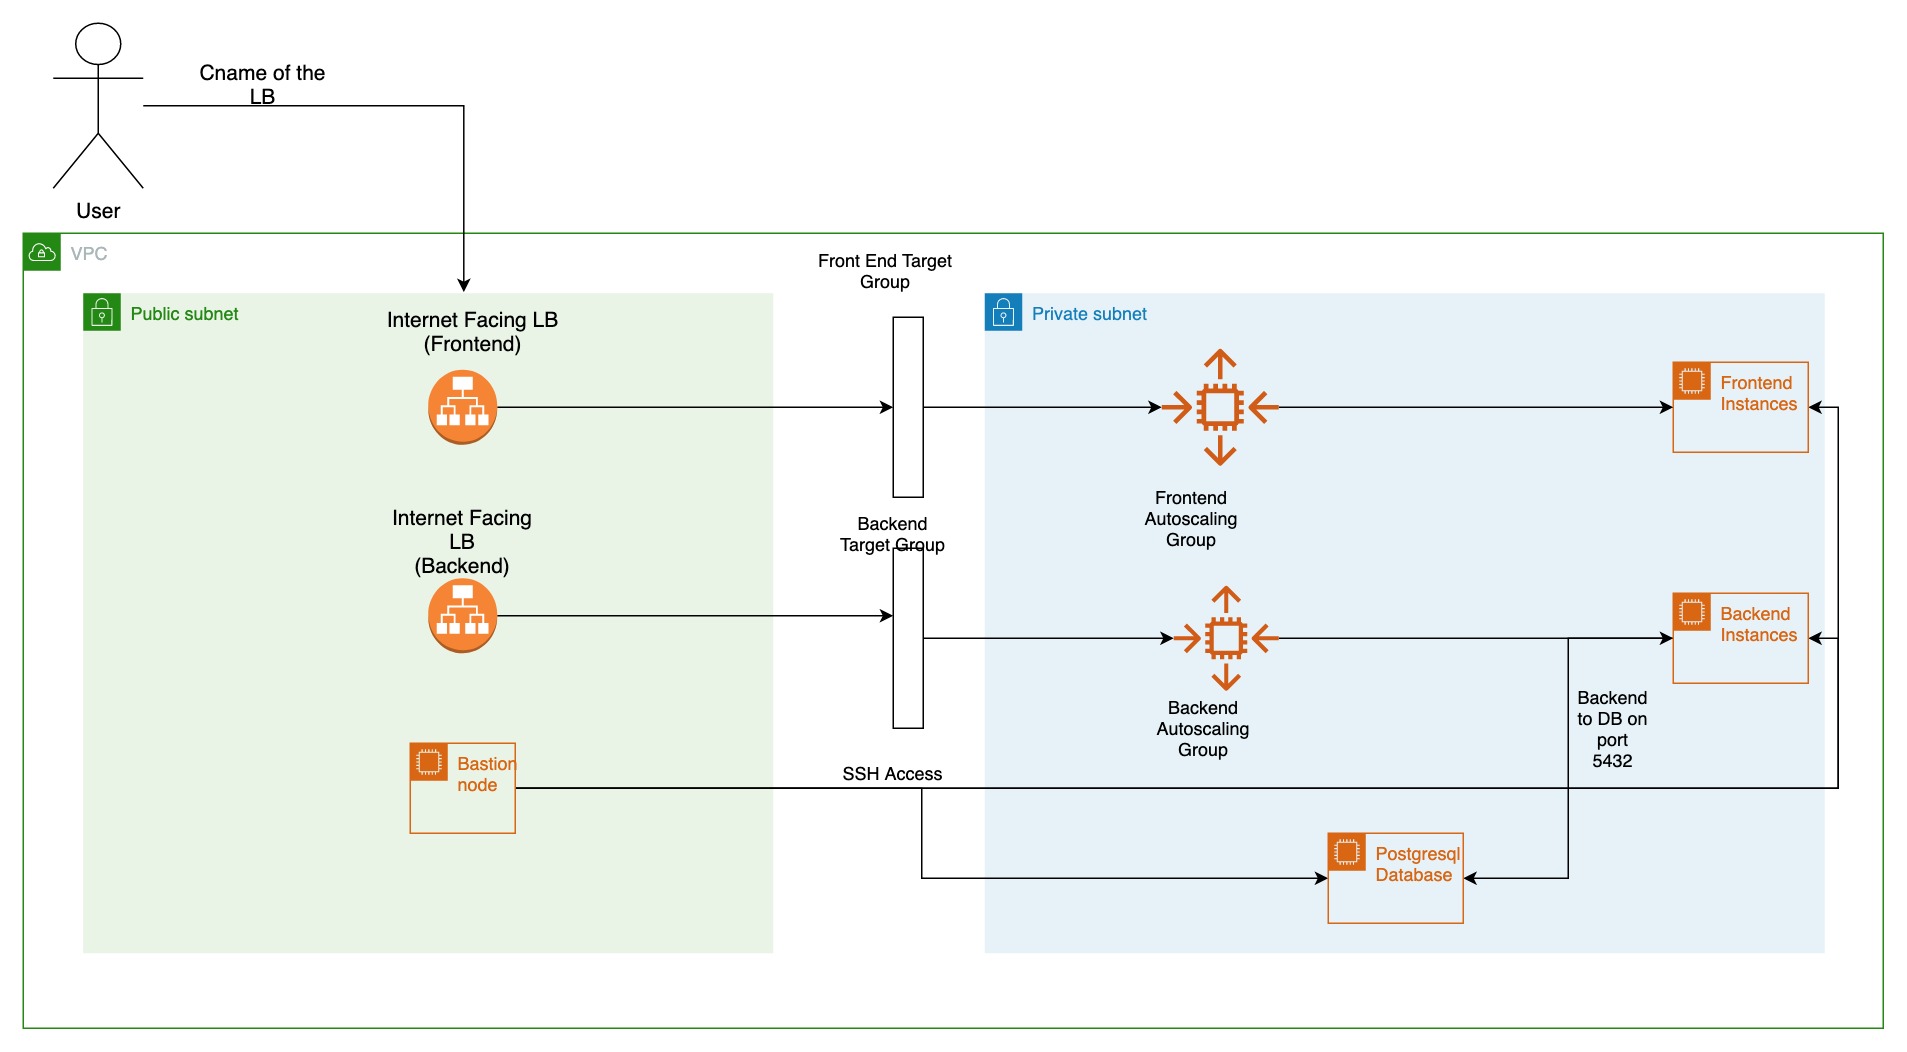 Cname of the
LB
User
VPC
Public subnet
Internet Facing LB
(Frontend)
Internet Facing
LB
(Backend)
Bastion
node
Front End Target
Group
Backend
Target Group
SSH Access
Private subnet
Frontend
Autoscaling
Group
Backend
Autoscaling
Group
Frontend
Instances
Backend
Instances
Backend
to DB on
port
5432
Postgresql
Database